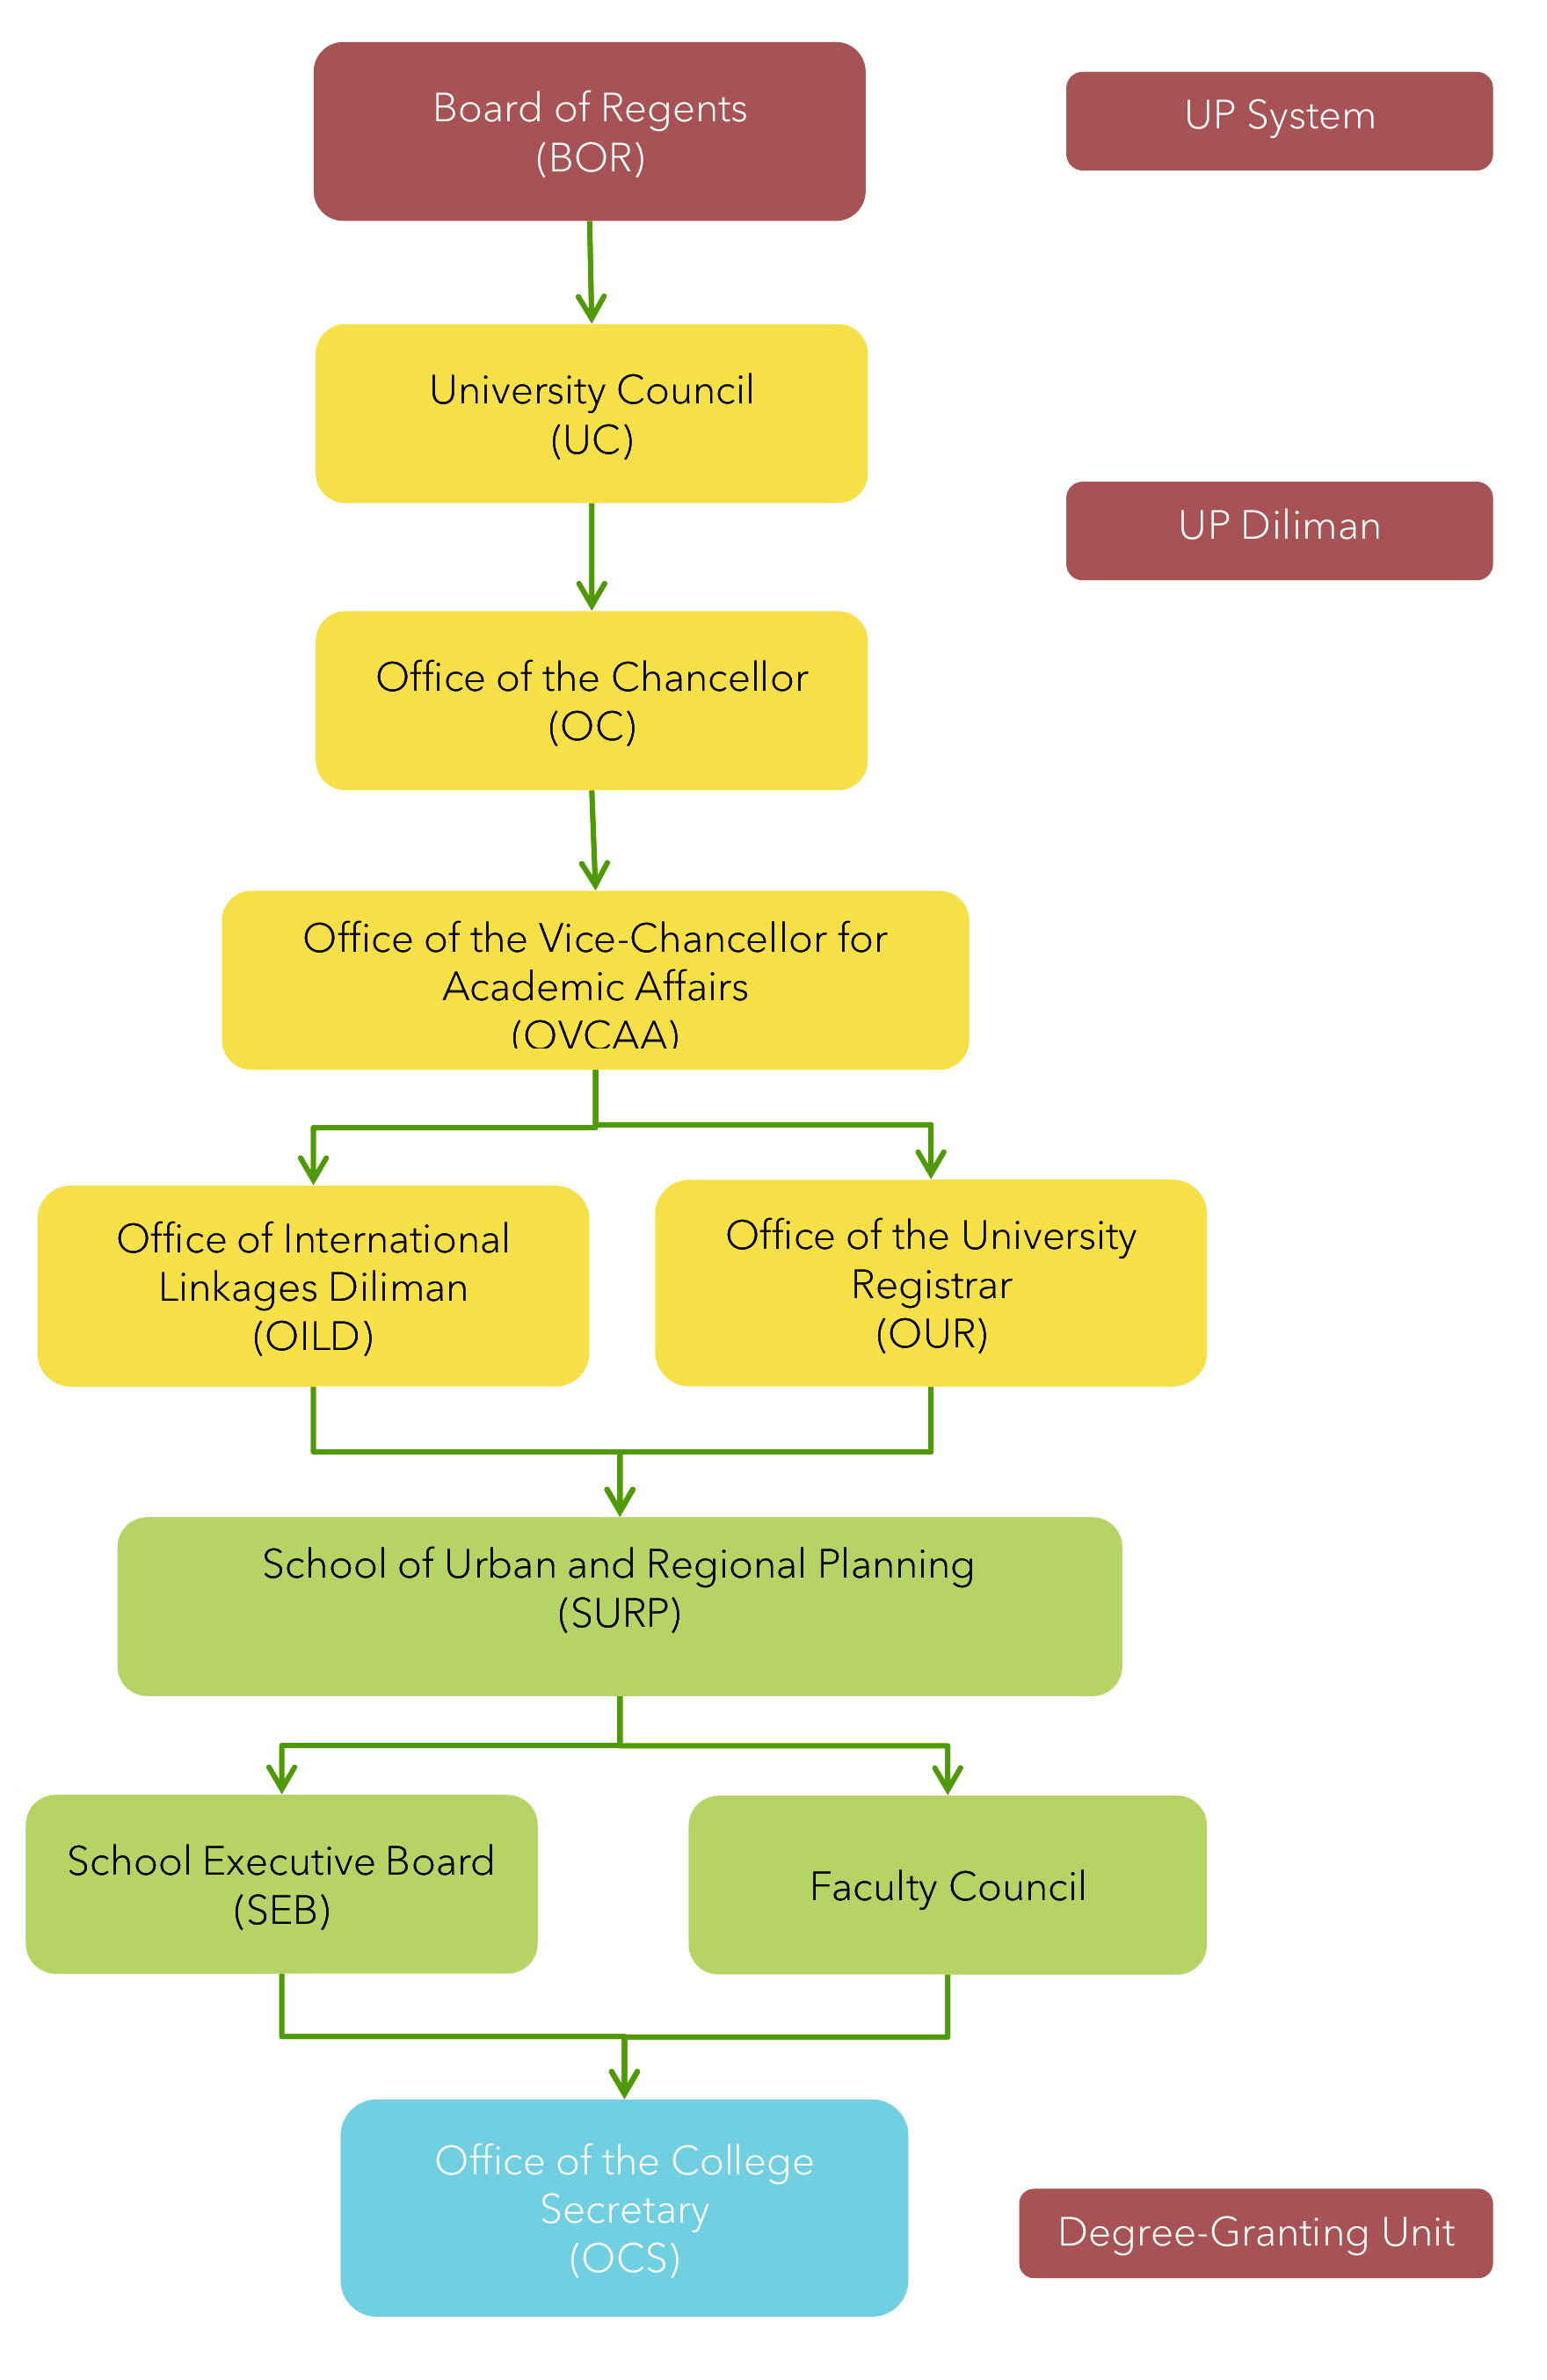 Board of Regents
(BOR)
UP System
University Council
(UC)
UP Diliman
Office of the Chancellor
(OC)
Office of the Vice-Chancellor for
Academic Affairs
(OVCAA)
Office of International
Linkages Diliman
(OILD)
Office of the University
Registrar
(OUR)
School of Urban and Regional Planning
(SURP)
School Executive Board
(SEB)
Faculty Council
Office of the College
Secretary
(OCS)
Degree-Granting Unit